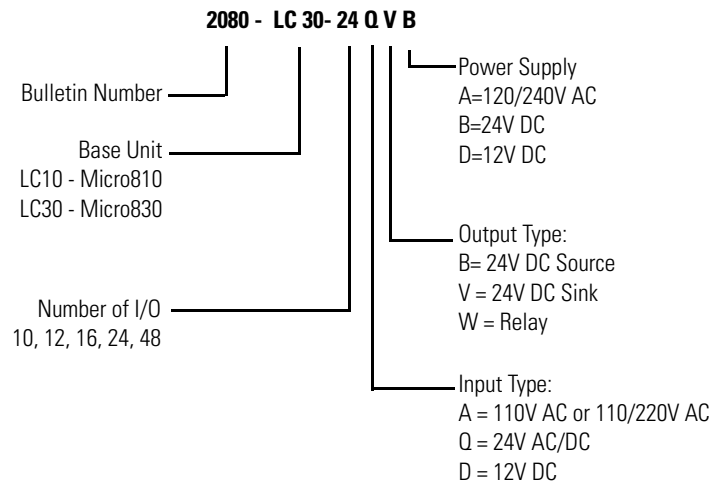 2080 - LC 30- 24 Q V B
Bulletin Number
Base Unit
LC10 - Micro810
LC30 - Micro830
Number of I/O
10, 12, 16, 24, 48
Power Supply
A=120/240V AC
B=24V DC
D=12V DC
Output Type:
B= 24V DC Source
V = 24V DC Sink
W = Relay
Input Type:
A = 110V AC or 110/220V AC
Q = 24V AC/DC
D = 12V DC